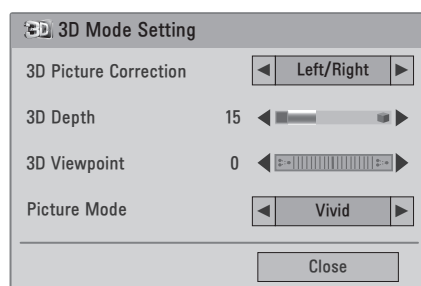 3D 3D Mode Setting
3D Picture Correction Left/Right
3D Depth 15
3D Viewpoint 0
Picture Mode Vivid
Close